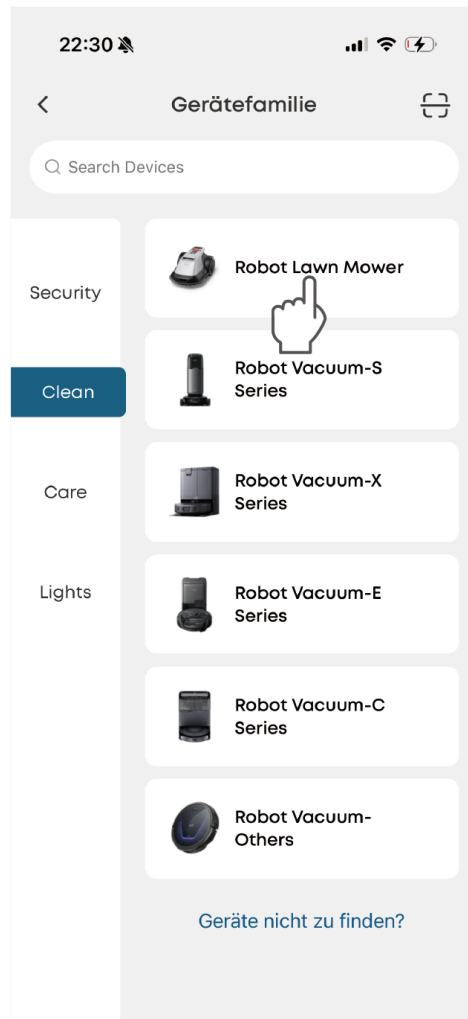 22:30
Gerätefamilie
Search Devices
Security
Clean
Care
Lights
Robot Lawn Mower
Robot Vacuum-S
Series
Robot Vacuum-X
Series
Robot Vacuum-E
Series
Robot Vacuum-C
Series
Robot Vacuum-
Others
Geräte nicht zu finden?